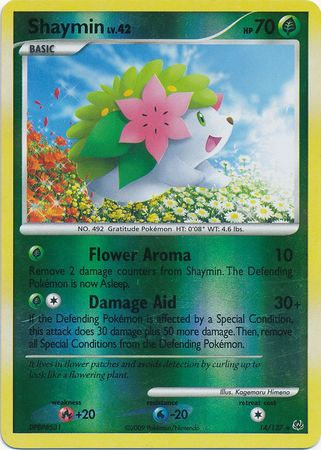 Shaymin LV.42 HP 70
BASIC
NO. 492 Gratitude Pokémon HT: 0'08" WT: 4.6 lbs.
Flower Aroma 10
Remove 2 damage counters from Shaymin. The Defending
Pokémon is now Asleep.
Damage Aid 30+
If the Defending Pokémon is affected by a Special Condition,
this attack does 30 damage plus 50 more damage. Then, remove
all Special Conditions from the Defending Pokémon.
It lives in flower patches and avoids detection by curling up to
look like a flowering plant.
Illus. Kagemaru Himeno
weakness resistance retreat cost
+20 -20
©2009 Pokémon/Nintendo 14/127